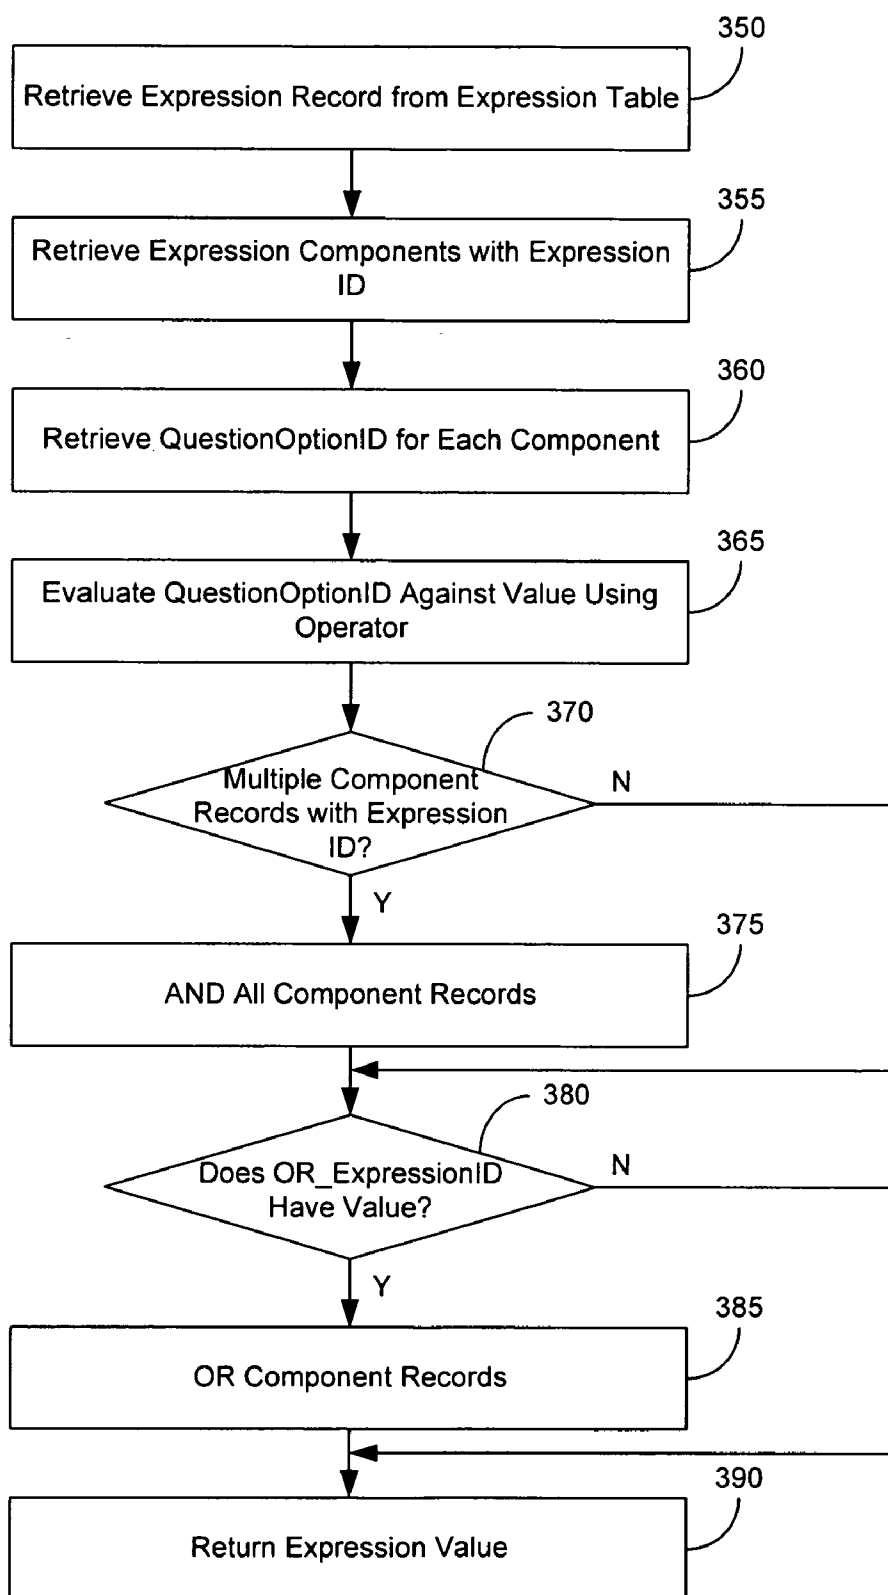 350
Retrieve Expression Record from Expression Table
355
Retrieve Expression Components with Expression
ID
360
Retrieve QuestionOptionID for Each Component
365
Evaluate QuestionOptionID Against Value Using
Operator
370
Multiple Component
Records with Expression
ID?
N
Y
375
AND All Component Records
380
Does OR_ExpressionID
Have Value?
N
Y
385
OR Component Records
390
Return Expression Value